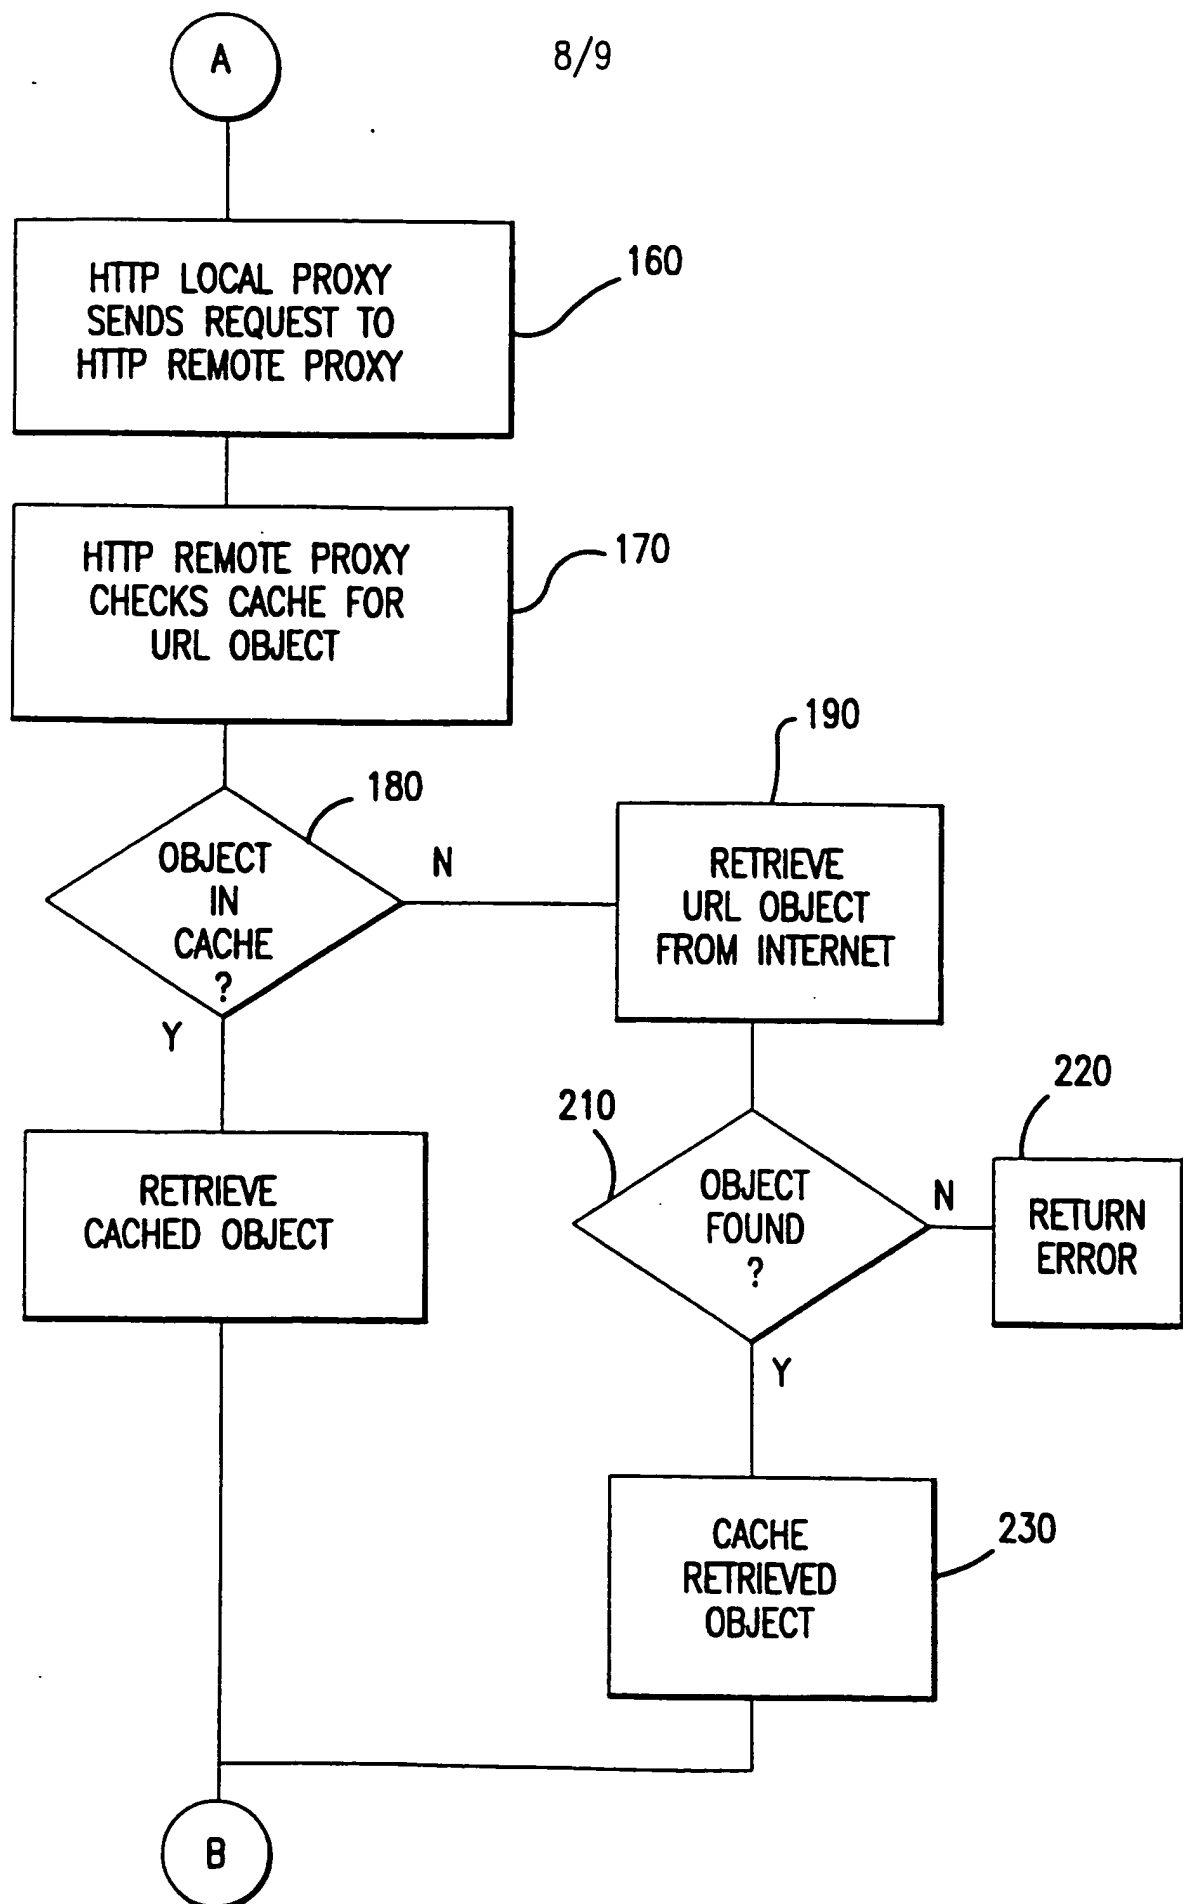 A
8/9
HTTP LOCAL PROXY
SENDS REQUEST TO
HTTP REMOTE PROXY
160
HTTP REMOTE PROXY
CHECKS CACHE FOR
URL OBJECT
170
180
OBJECT
IN
CACHE
?
N
Y
190
RETRIEVE
URL OBJECT
FROM INTERNET
RETRIEVE
CACHED OBJECT
210
OBJECT
FOUND
?
N
Y
220
RETURN
ERROR
CACHE
RETRIEVED
OBJECT
230
B